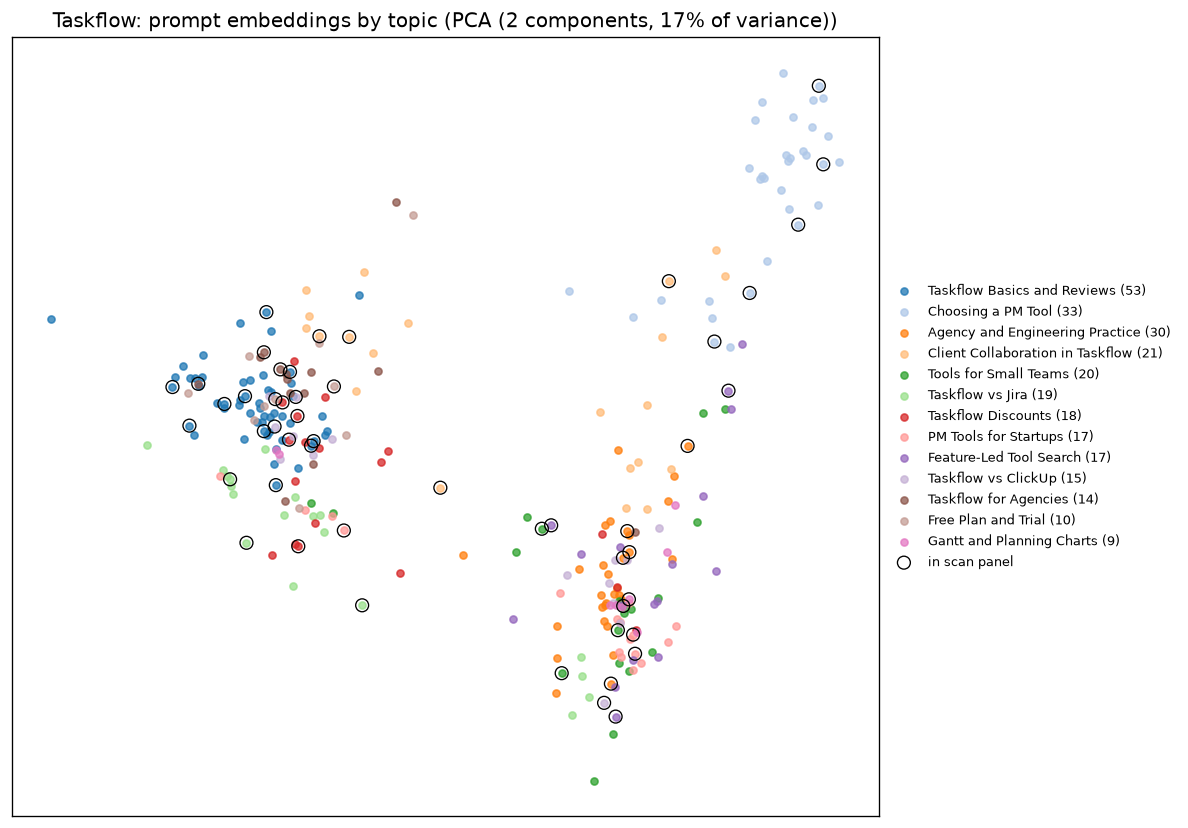 Taskflow: prompt embeddings by topic (PCA (2 components, 17% of variance))
Taskflow Basics and Reviews (53)
Choosing a PM Tool (33)
Agency and Engineering Practice (30)
Client Collaboration in Taskflow (21)
Tools for Small Teams (20)
Taskflow vs Jira (19)
Taskflow Discounts (18)
PM Tools for Startups (17)
Feature-Led Tool Search (17)
Taskflow vs ClickUp (15)
Taskflow for Agencies (14)
Free Plan and Trial (10)
Gantt and Planning Charts (9)
in scan panel